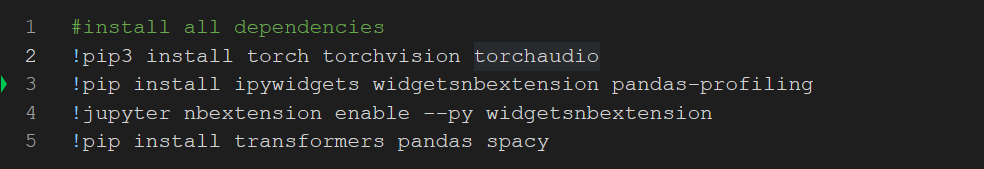 1 #install all dependencies
2 !pip3 install torch torchvision torchaudio
3 !pip install ipywidgets widgetsnbextension pandas-profiling
4 !jupyter nbextension enable --py widgetsnbextension
5 !pip install transformers pandas spacy